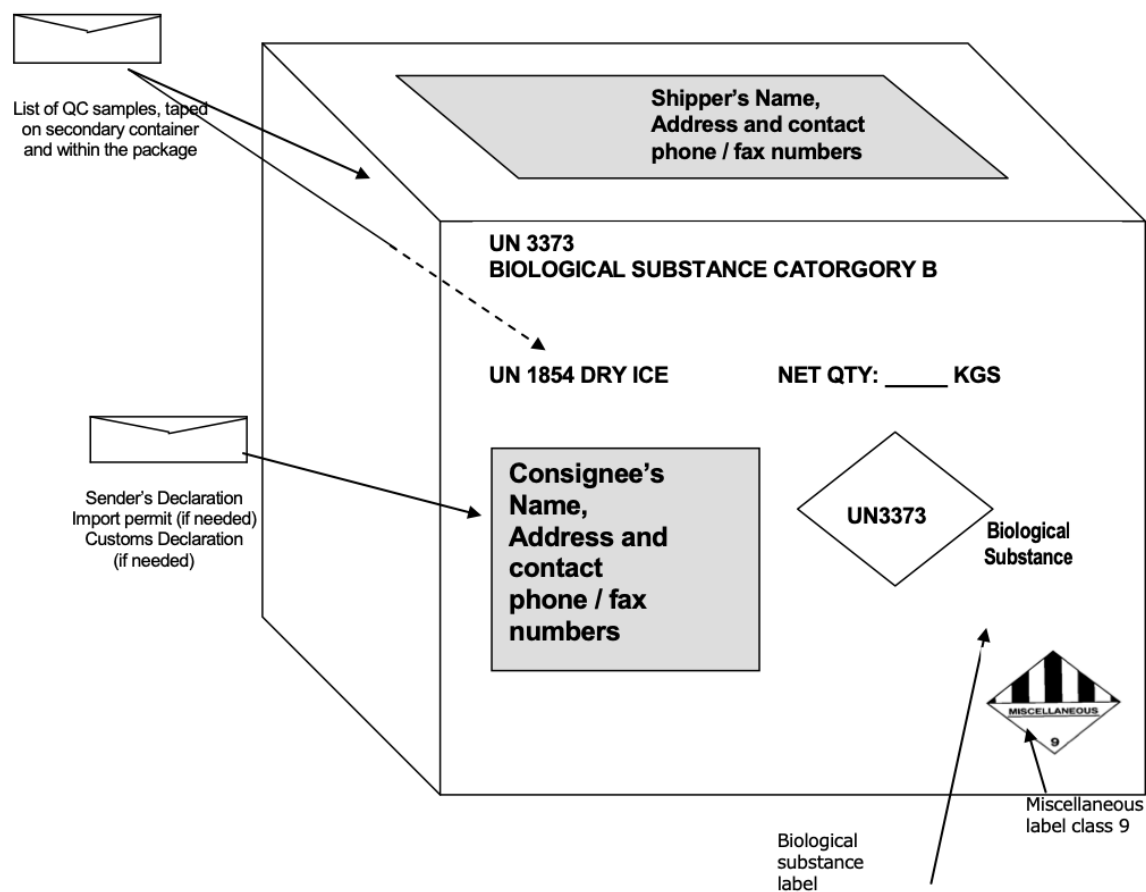 List of QC samples, taped
on secondary container
and within the package
Shipper's Name,
Address and contact
phone / fax numbers
UN 3373
BIOLOGICAL SUBSTANCE CATORGORY B
UN 1854 DRY ICE
NET QTY: _____ KGS
Sender's Declaration
Import permit (if needed)
Customs Declaration
(if needed)
Consignee's
Name,
Address and
contact
phone / fax
numbers
UN3373
Biological
Substance
MISCELLANEOUS
9
Miscellaneous
label class 9
Biological
substance
label